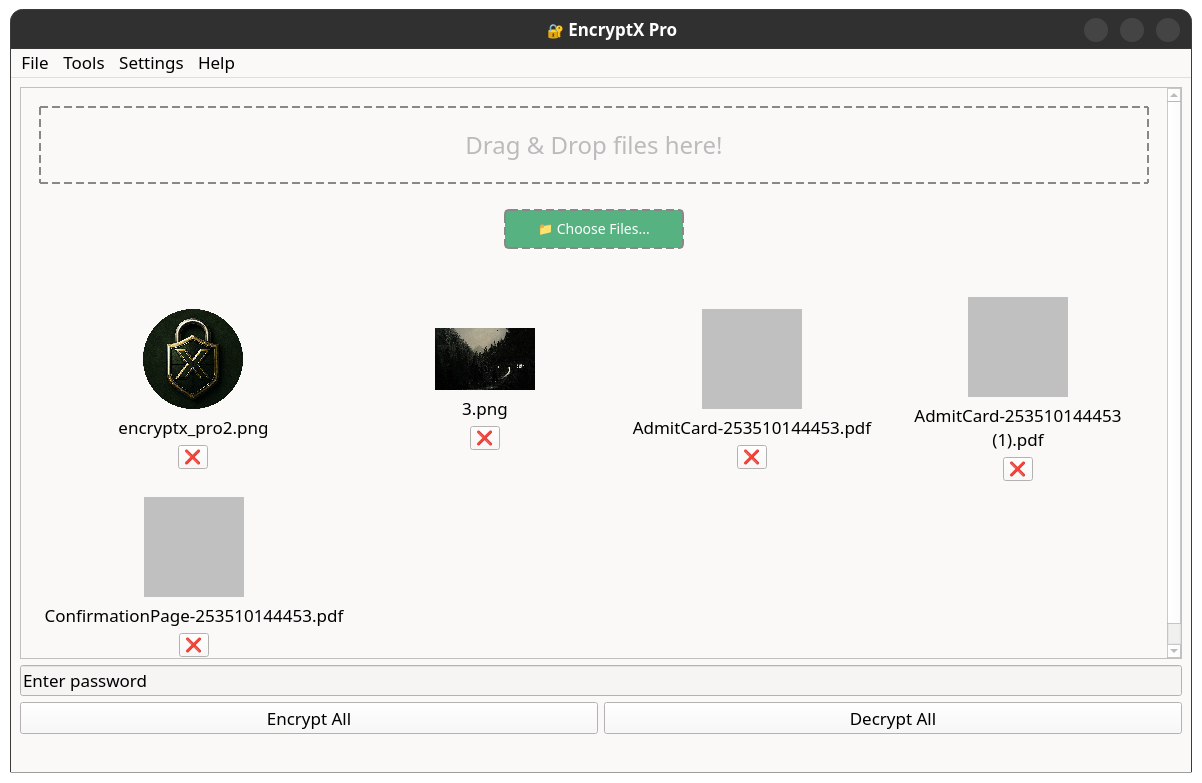 🔐 EncryptX Pro
File Tools Settings Help
Drag & Drop files here!
📁 Choose Files...
X
encryptx_pro2.png
❌
3.png
❌
AdmitCard-253510144453.pdf
❌
AdmitCard-253510144453
(1).pdf
❌
ConfirmationPage-253510144453.pdf
❌
Enter password
Encrypt All
Decrypt All